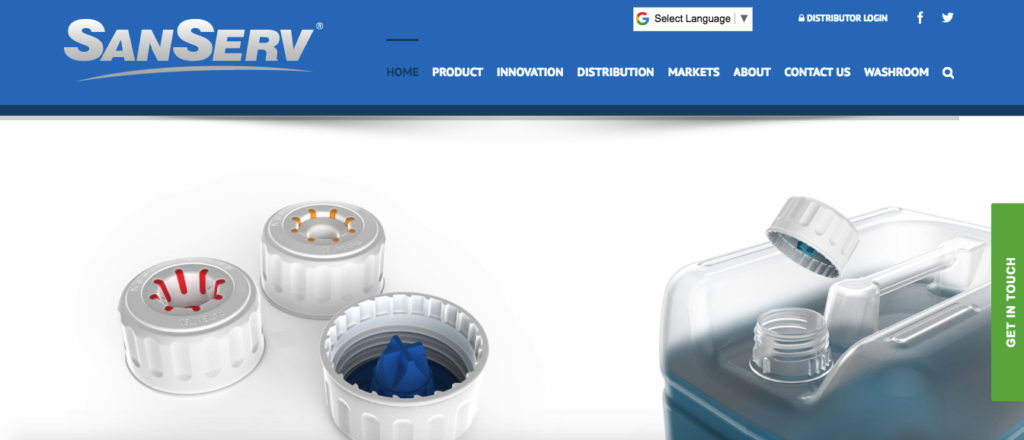 SANSERV®
Select Language
DISTRIBUTOR LOGIN
HOME PRODUCT INNOVATION DISTRIBUTION MARKETS ABOUT CONTACT US WASHROOM
GET IN TOUCH